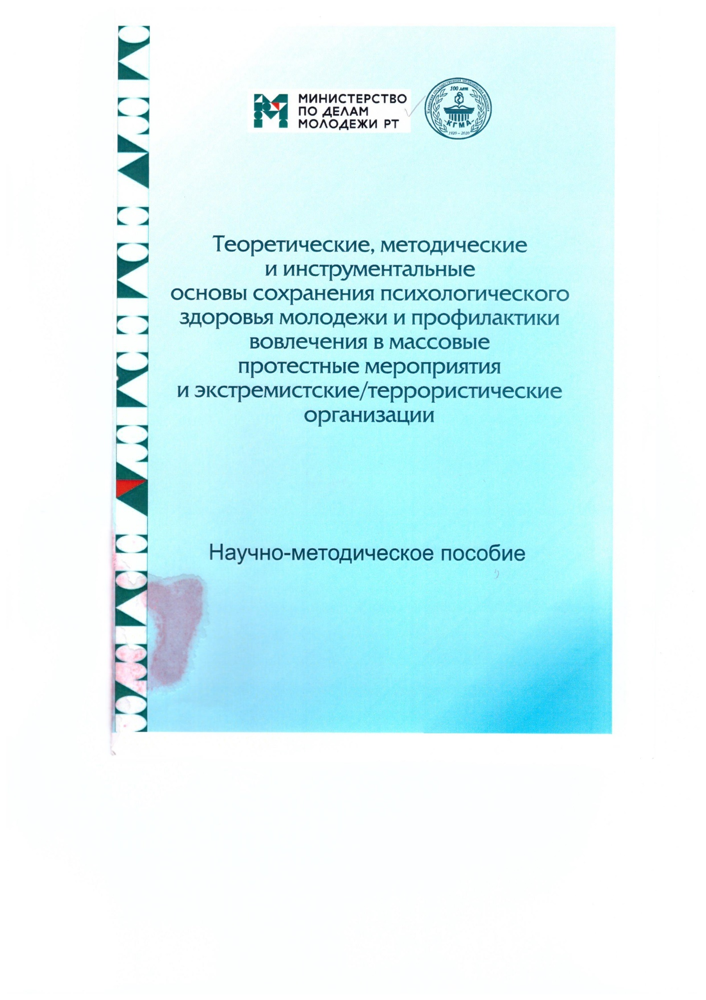 МИНИСТЕРСТВО
ПО ДЕЛАМ
МОЛОДЕЖИ РТ
Казанская государственная медицинская академия
100 лет
КГМА
1920 – 2020
Теоретические, методические
и инструментальные
основы сохранения психологического
здоровья молодежи и профилактики
вовлечения в массовые
протестные мероприятия
и экстремистские/террористические
организации
Научно-методическое пособие